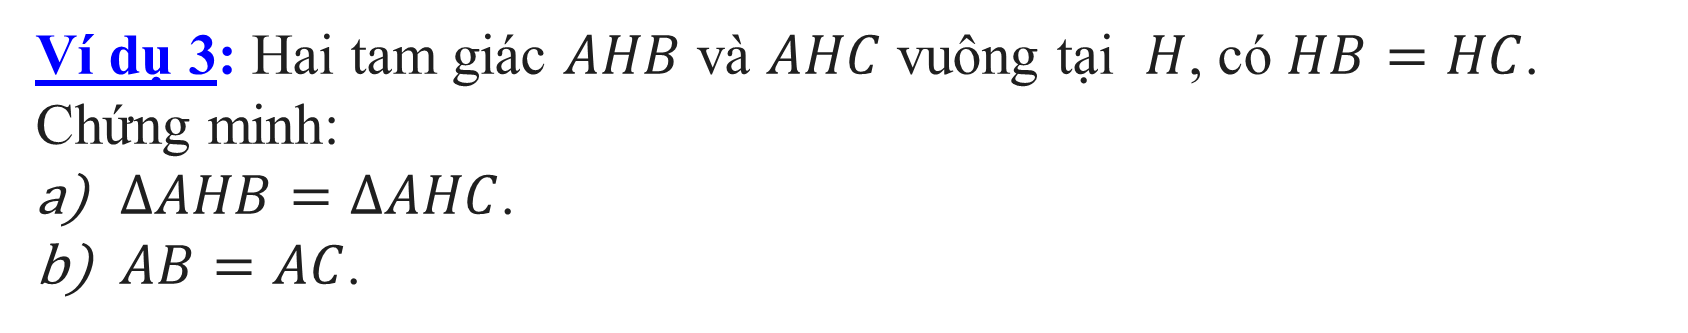 Ví dụ 3: Hai tam giác AHB và AHC vuông tại H, có HB = HC.
Chứng minh:
a) ΔAHB = ΔAHC.
b) AB = AC.